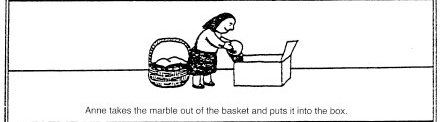 Anne takes the marble out of the basket and puts it into the box.